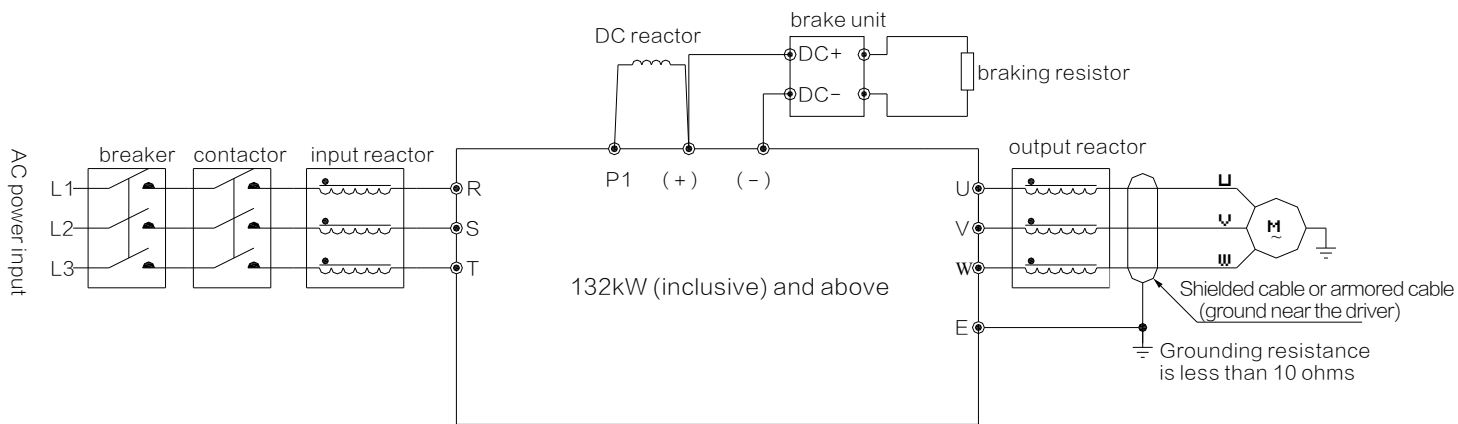 brake unit
DC reactor
DC+
DC-
braking resistor
AC power input
breaker
contactor
input reactor
output reactor
P1
(+)
(-)
L1
L2
L3
R
S
T
U
V
W
E
U
V
W
M
~
132kW (inclusive) and above
Shielded cable or armored cable
(ground near the driver)
Grounding resistance
is less than 10 ohms